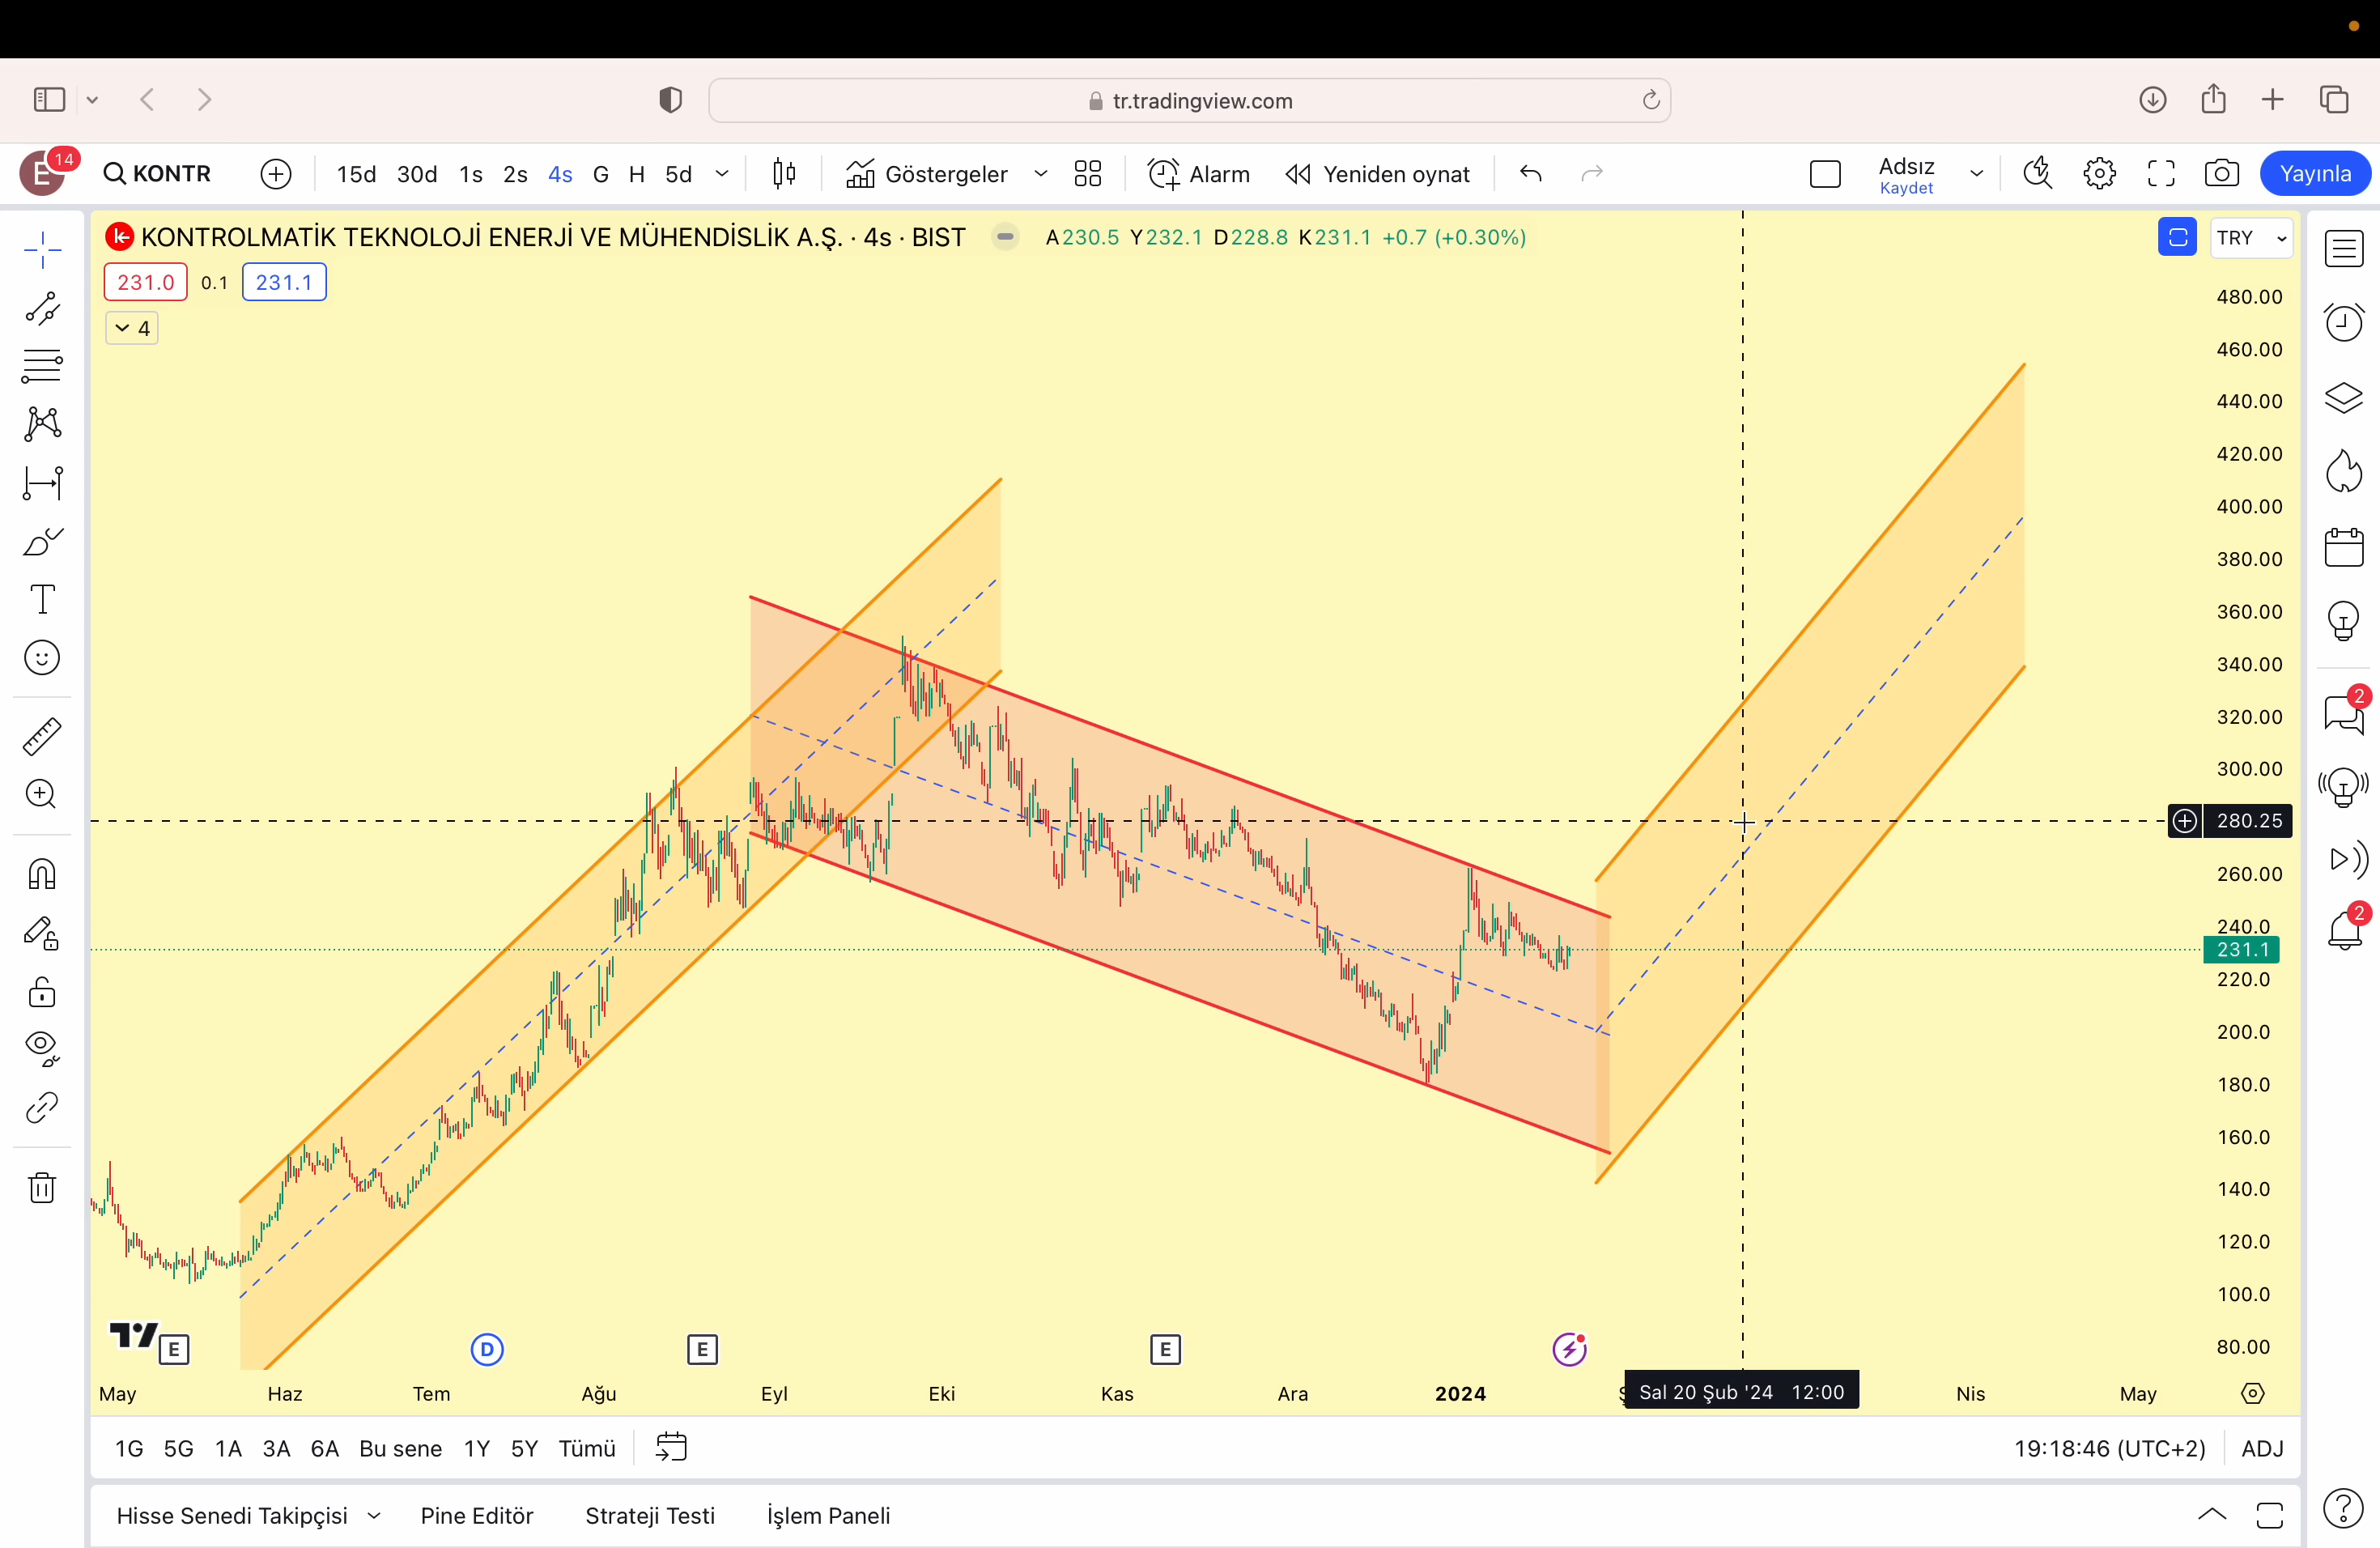 tr.tradingview.com
E 14 KONTR 15d 30d 1s 2s 4s G H 5d Göstergeler Alarm Yeniden oynat Adsız Yayınla
Kaydet
KONTROLMATİK TEKNOLOJİ ENERJİ VE MÜHENDİSLİK A.Ş. · 4s · BIST A230.5 Y232.1 D228.8 K231.1 +0.7 (+0.30%) TRY
231.0 0.1 231.1
4
480.00
460.00
440.00
420.00
400.00
380.00
360.00
340.00
2
320.00
300.00
280.25
260.00
2
240.0
231.1
220.0
200.0
180.0
160.0
140.0
120.0
100.0
80.00
E D E E
May Haz Tem Ağu Eyl Eki Kas Ara 2024 Sal 20 Şub '24 12:00 Nis May
1G 5G 1A 3A 6A Bu sene 1Y 5Y Tümü 19:18:46 (UTC+2) ADJ
Hisse Senedi Takipçisi Pine Editör Strateji Testi İşlem Paneli